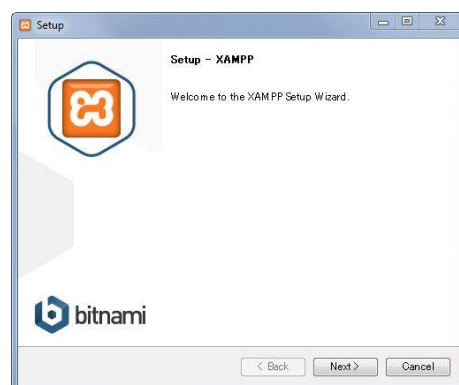 Setup
Setup - XAMPP
Welcome to the XAMPP Setup Wizard.
bitnami
< Back
Next >
Cancel